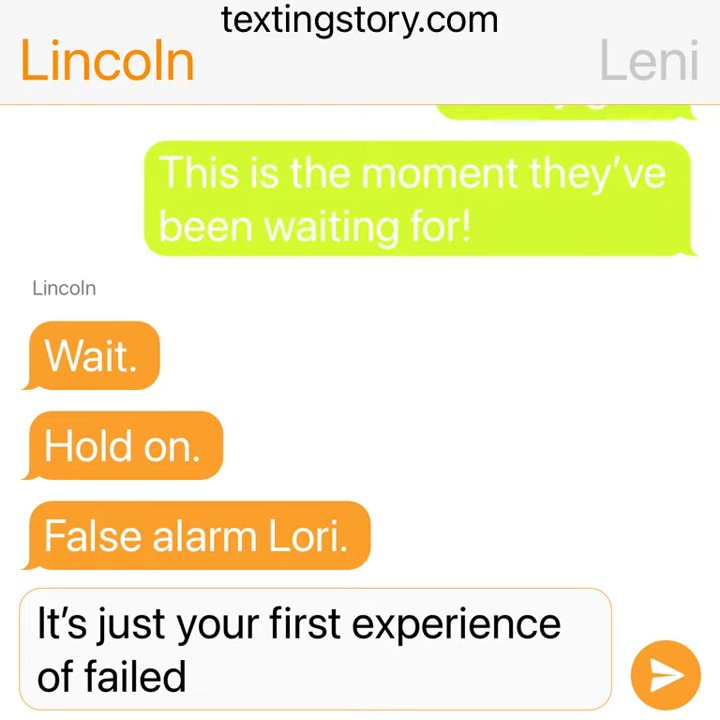 textingstory.com
Lincoln
Leni
This is the moment they’ve
been waiting for!
Lincoln
Wait.
Hold on.
False alarm Lori.
It’s just your first experience
of failed